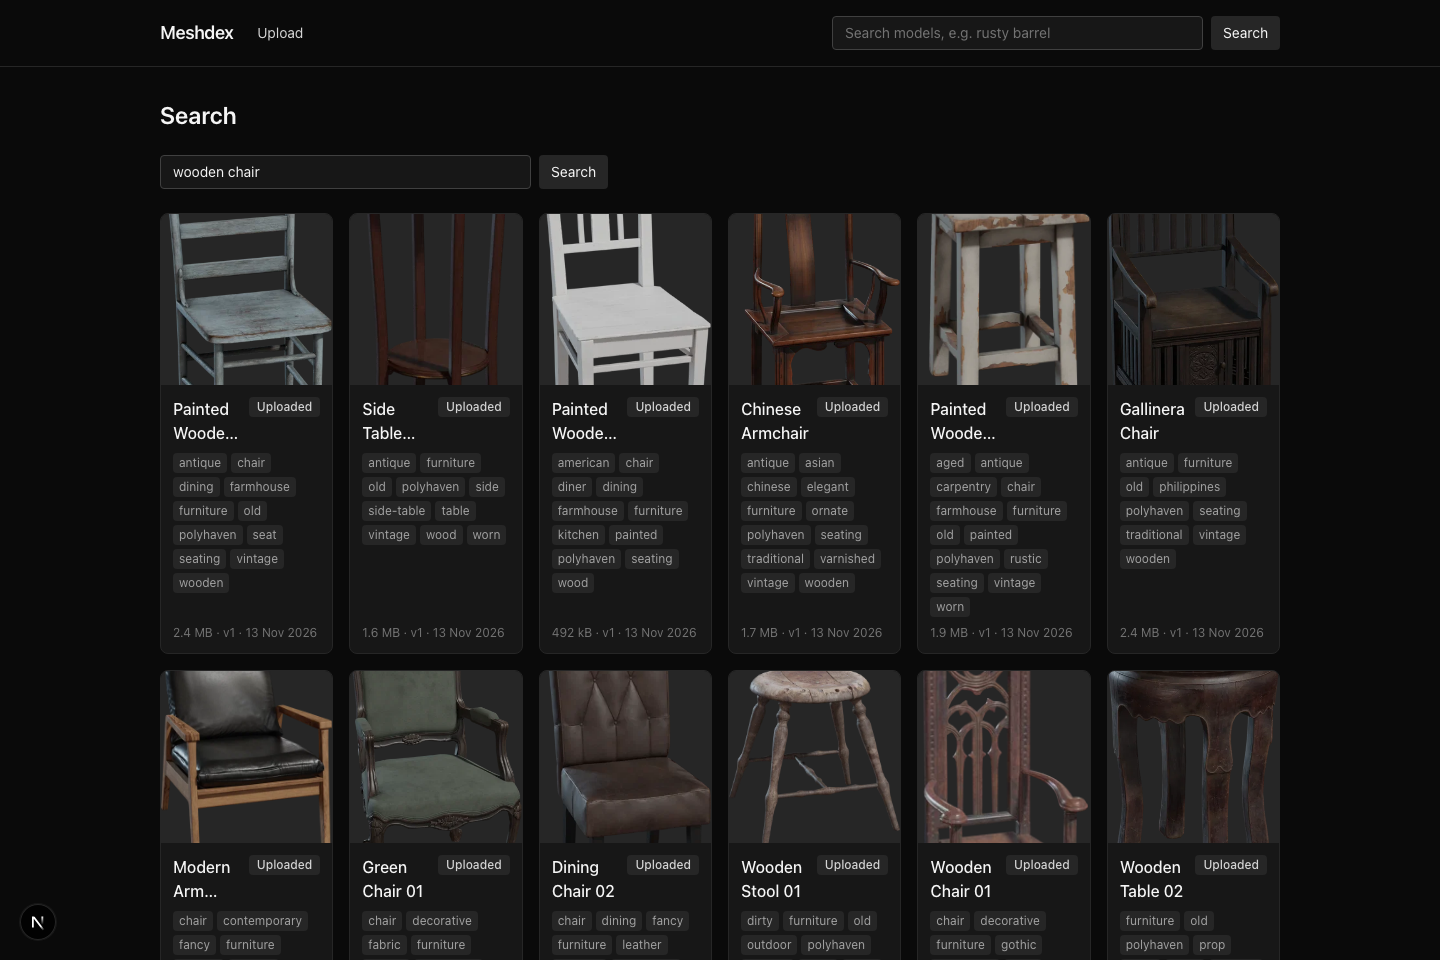 Meshdex Upload Search models, e.g. rusty barrel Search
Search
wooden chair Search
Painted Woode... Uploaded
antique chair
dining farmhouse
furniture old
polyhaven seat
seating vintage
wooden
2.4 MB · v1 · 13 Nov 2026
Side Table... Uploaded
antique furniture
old polyhaven side
side-table table
vintage wood worn
1.6 MB · v1 · 13 Nov 2026
Painted Woode... Uploaded
american chair
diner dining
farmhouse furniture
kitchen painted
polyhaven seating
wood
492 kB · v1 · 13 Nov 2026
Chinese Armchair Uploaded
antique asian
chinese elegant
furniture ornate
polyhaven seating
traditional varnished
vintage wooden
1.7 MB · v1 · 13 Nov 2026
Painted Woode... Uploaded
aged antique
carpentry chair
farmhouse furniture
old painted
polyhaven rustic
seating vintage
worn
1.9 MB · v1 · 13 Nov 2026
Gallinera Chair Uploaded
antique furniture
old philippines
polyhaven seating
traditional vintage
wooden
2.4 MB · v1 · 13 Nov 2026
Modern Arm... Uploaded
chair contemporary
fancy furniture
Green Chair 01 Uploaded
chair decorative
fabric furniture
Dining Chair 02 Uploaded
chair dining fancy
furniture leather
Wooden Stool 01 Uploaded
dirty furniture old
outdoor polyhaven
Wooden Chair 01 Uploaded
chair decorative
furniture gothic
Wooden Table 02 Uploaded
furniture old
polyhaven prop
N